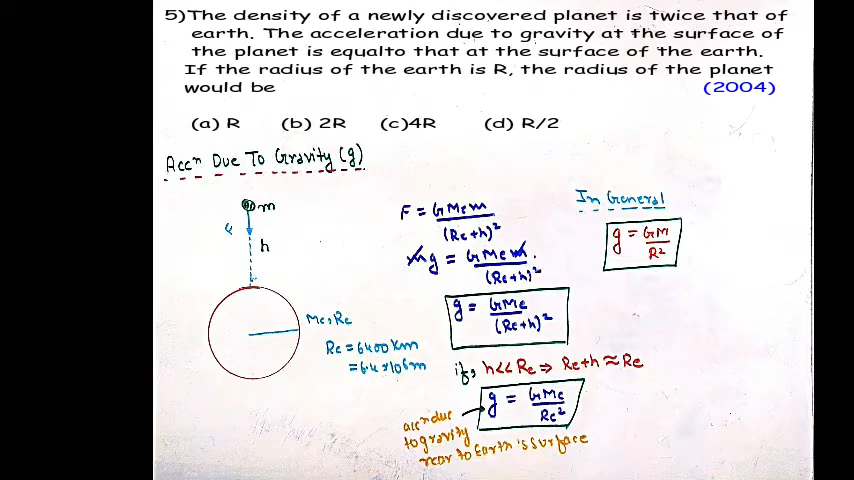 5)The density of a newly discovered planet is twice that of
earth. The acceleration due to gravity at the surface of
the planet is equalto that at the surface of the earth.
If the radius of the earth is R, the radius of the planet
would be (2004)
(a) R (b) 2R (c)4R (d) R/2
Accⁿ Due To Gravity (g)
m
h
Me, Re
Re = 6400 km
= 6.4 × 10⁶ m
F = GMem/(Re+h)²
mg = GMem/(Re+h)²
g = GMe/(Re+h)²
if, h<<Re ⇒ Re+h ≈ Re
g = GMe/Re²
accⁿ due
to gravity
near to Earth's surface
In General
g = GM/R²